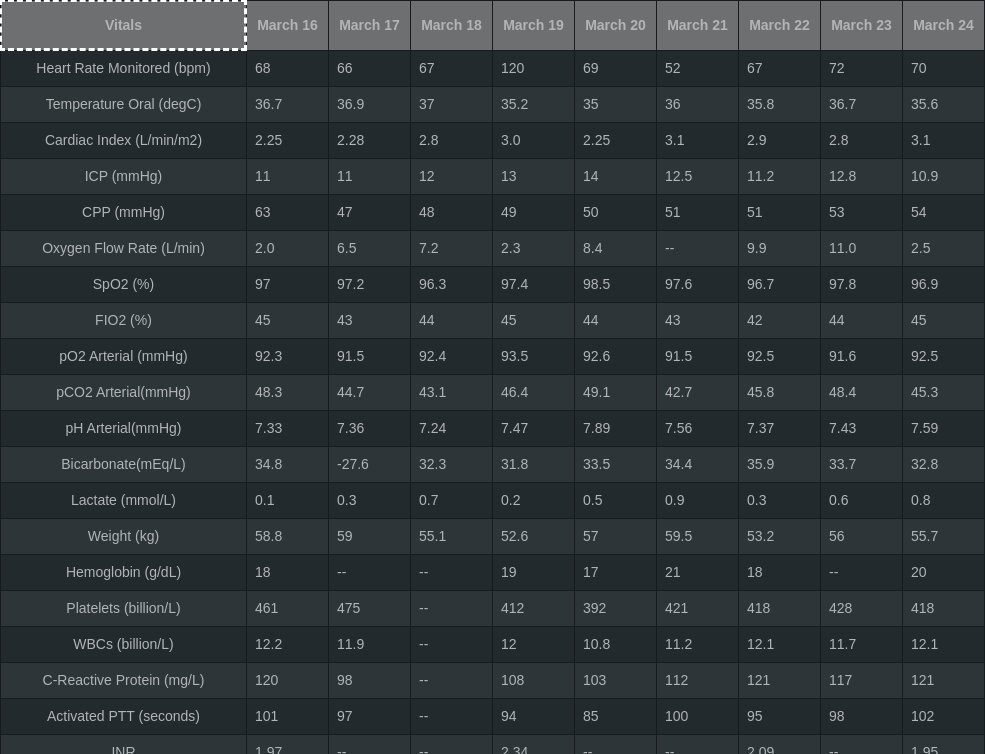 Vitals March 16 March 17 March 18 March 19 March 20 March 21 March 22 March 23 March 24
Heart Rate Monitored (bpm) 68 66 67 120 69 52 67 72 70
Temperature Oral (degC) 36.7 36.9 37 35.2 35 36 35.8 36.7 35.6
Cardiac Index (L/min/m2) 2.25 2.28 2.8 3.0 2.25 3.1 2.9 2.8 3.1
ICP (mmHg) 11 11 12 13 14 12.5 11.2 12.8 10.9
CPP (mmHg) 63 47 48 49 50 51 51 53 54
Oxygen Flow Rate (L/min) 2.0 6.5 7.2 2.3 8.4 -- 9.9 11.0 2.5
SpO2 (%) 97 97.2 96.3 97.4 98.5 97.6 96.7 97.8 96.9
FIO2 (%) 45 43 44 45 44 43 42 44 45
pO2 Arterial (mmHg) 92.3 91.5 92.4 93.5 92.6 91.5 92.5 91.6 92.5
pCO2 Arterial(mmHg) 48.3 44.7 43.1 46.4 49.1 42.7 45.8 48.4 45.3
pH Arterial(mmHg) 7.33 7.36 7.24 7.47 7.89 7.56 7.37 7.43 7.59
Bicarbonate(mEq/L) 34.8 -27.6 32.3 31.8 33.5 34.4 35.9 33.7 32.8
Lactate (mmol/L) 0.1 0.3 0.7 0.2 0.5 0.9 0.3 0.6 0.8
Weight (kg) 58.8 59 55.1 52.6 57 59.5 53.2 56 55.7
Hemoglobin (g/dL) 18 -- -- 19 17 21 18 -- 20
Platelets (billion/L) 461 475 -- 412 392 421 418 428 418
WBCs (billion/L) 12.2 11.9 -- 12 10.8 11.2 12.1 11.7 12.1
C-Reactive Protein (mg/L) 120 98 -- 108 103 112 121 117 121
Activated PTT (seconds) 101 97 -- 94 85 100 95 98 102
INR 1.97 -- -- 2.34 -- -- 2.09 -- 1.95